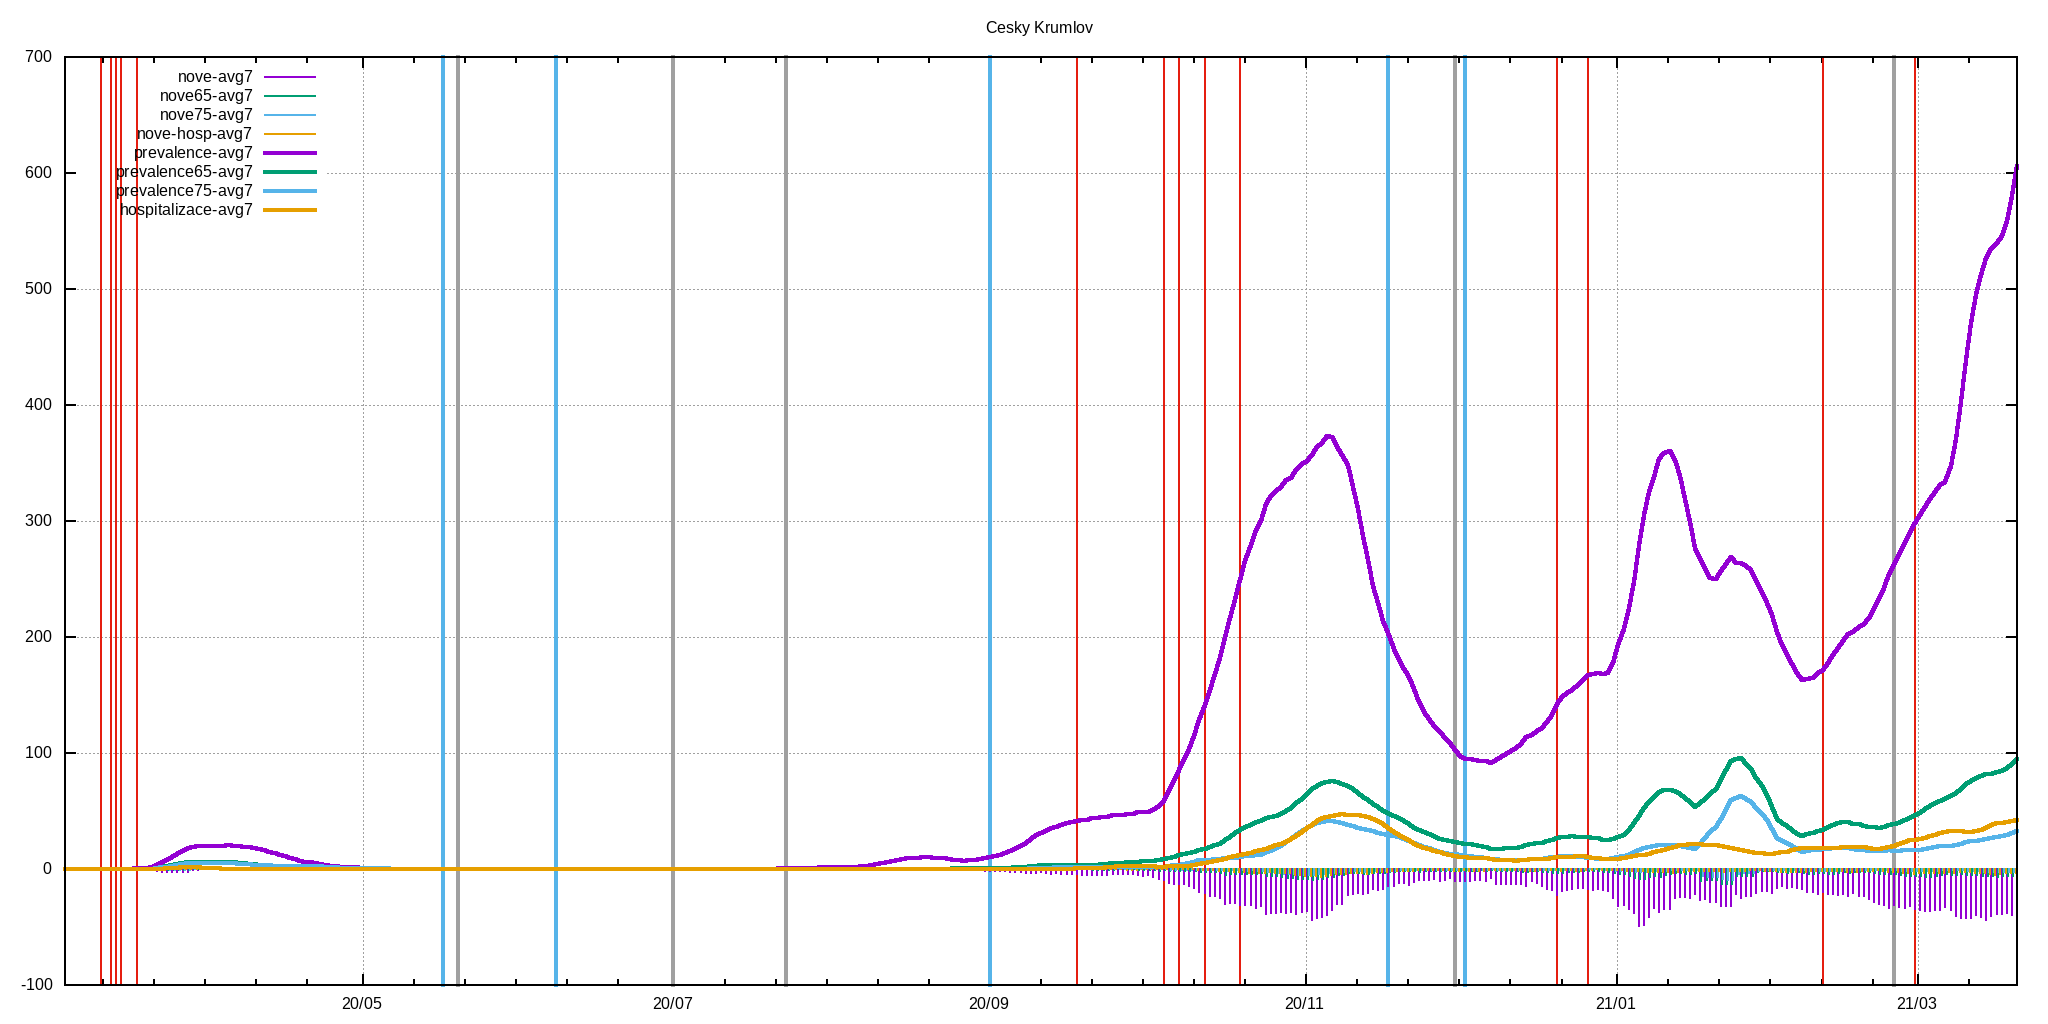 Cesky Krumlov
700
600
500
400
300
200
100
0
-100
nove-avg7
nove65-avg7
nove75-avg7
nove-hosp-avg7
prevalence-avg7
prevalence65-avg7
prevalence75-avg7
hospitalizace-avg7
20/05 20/07 20/09 20/11 21/01 21/03